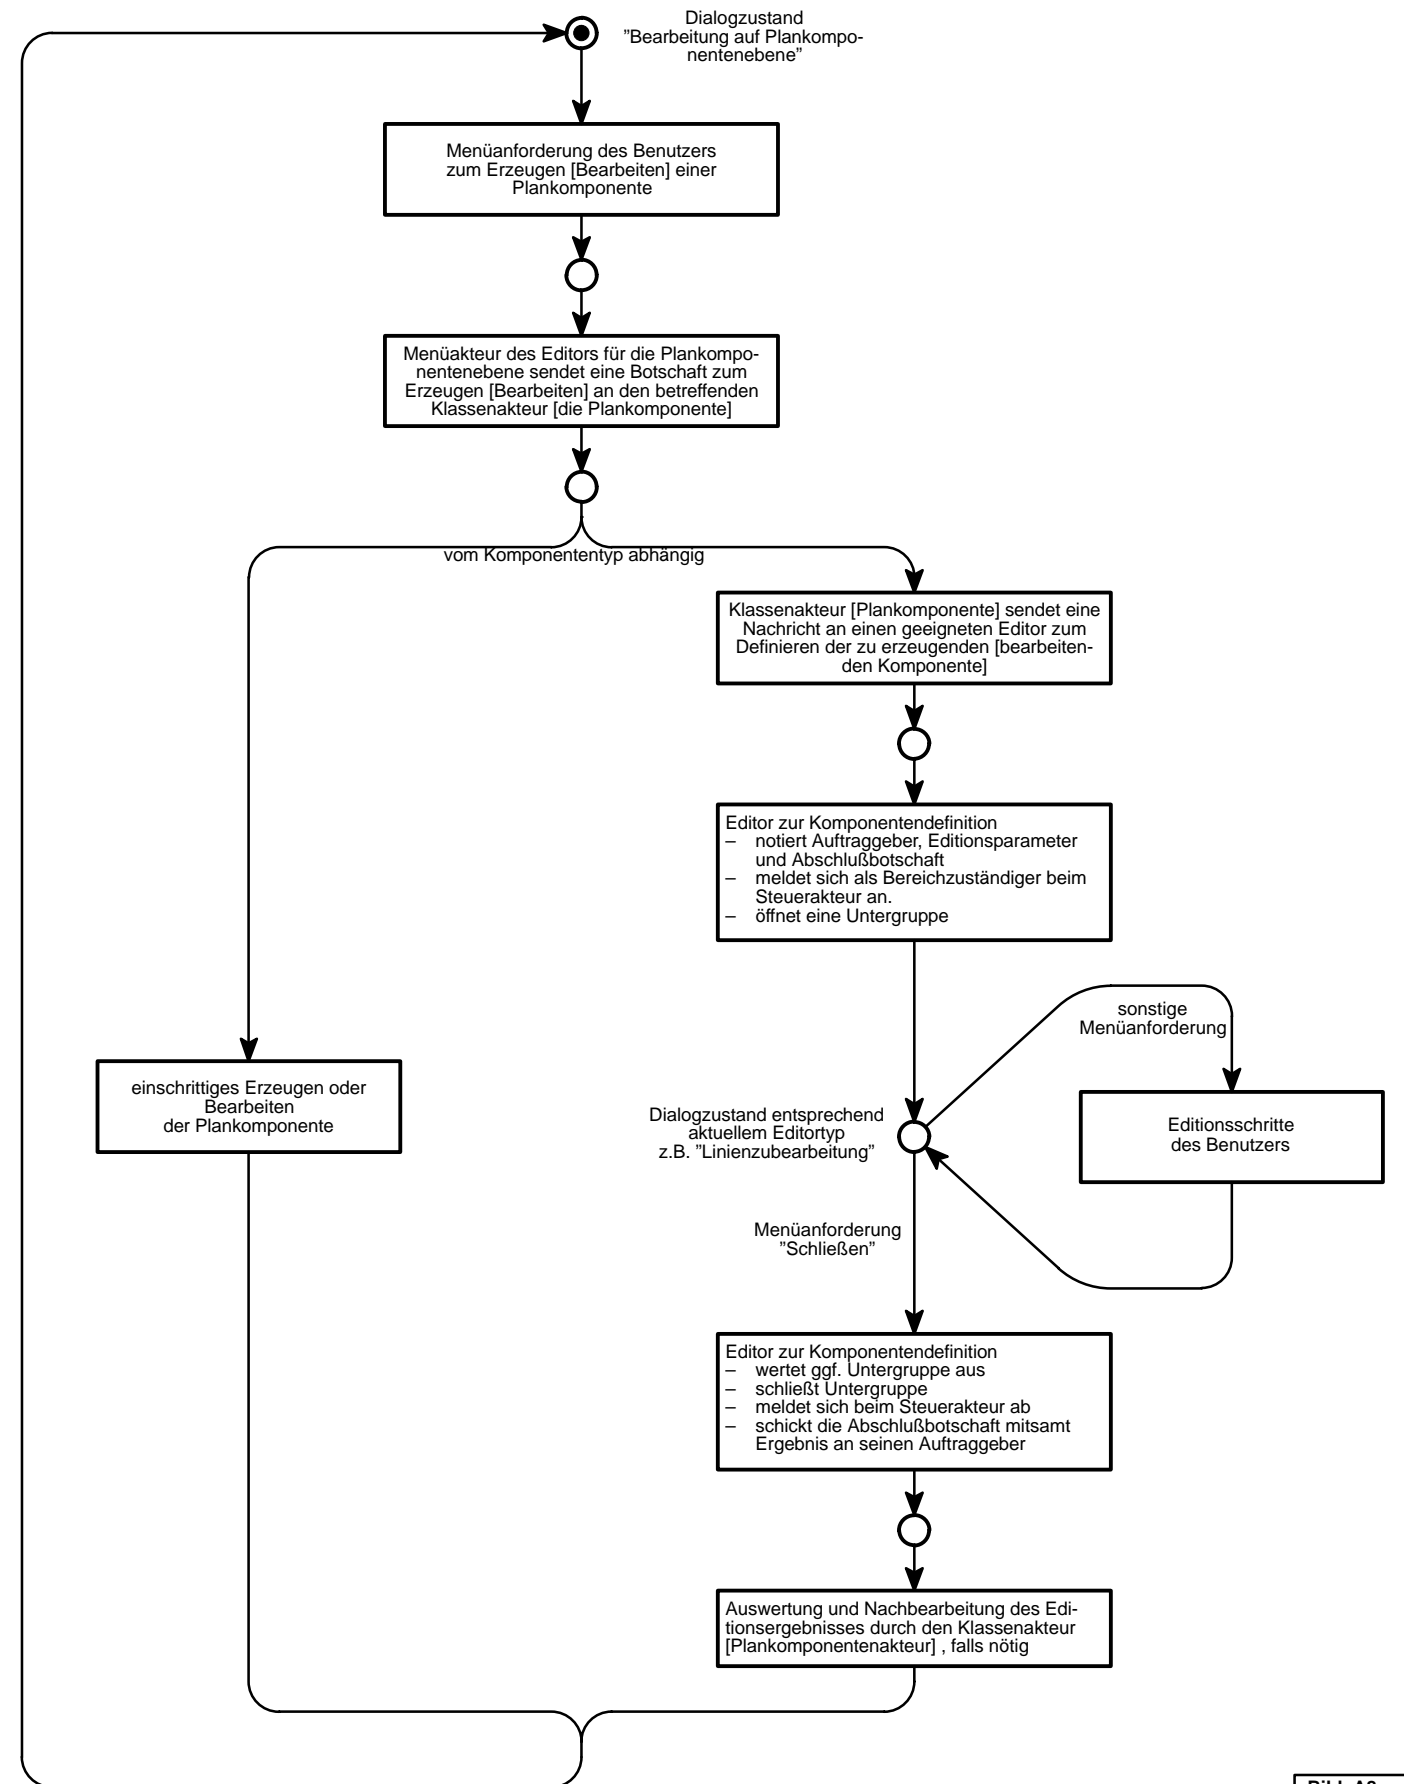 Dialogzustand
”Bearbeitung auf Plankompo-
nentenebene”
Menüanforderung des Benutzers
zum Erzeugen [Bearbeiten] einer
Plankomponente
Menüakteur des Editors für die Plankompo-
nentenebene sendet eine Botschaft zum
Erzeugen [Bearbeiten] an den betreffenden
Klassenakteur [die Plankomponente]
vom Komponententyp abhängig
Klassenakteur [Plankomponente] sendet eine
Nachricht an einen geeigneten Editor zum
Definieren der zu erzeugenden [bearbeiten-
den Komponente]
Editor zur Komponentendefinition
– notiert Auftraggeber, Editionsparameter
und Abschlußbotschaft
– meldet sich als Bereichzuständiger beim
Steuerakteur an.
– öffnet eine Untergruppe
sonstige
Menüanforderung
einschrittiges Erzeugen oder
Bearbeiten
der Plankomponente
Dialogzustand entsprechend
aktuellem Editortyp
z.B. ”Linienzubearbeitung”
Editionsschritte
des Benutzers
Menüanforderung
”Schließen”
Editor zur Komponentendefinition
– wertet ggf. Untergruppe aus
– schließt Untergruppe
– meldet sich beim Steuerakteur ab
– schickt die Abschlußbotschaft mitsamt
Ergebnis an seinen Auftraggeber
Auswertung und Nachbearbeitung des Edi-
tionsergebnisses durch den Klassenakteur
[Plankomponentenakteur] , falls nötig